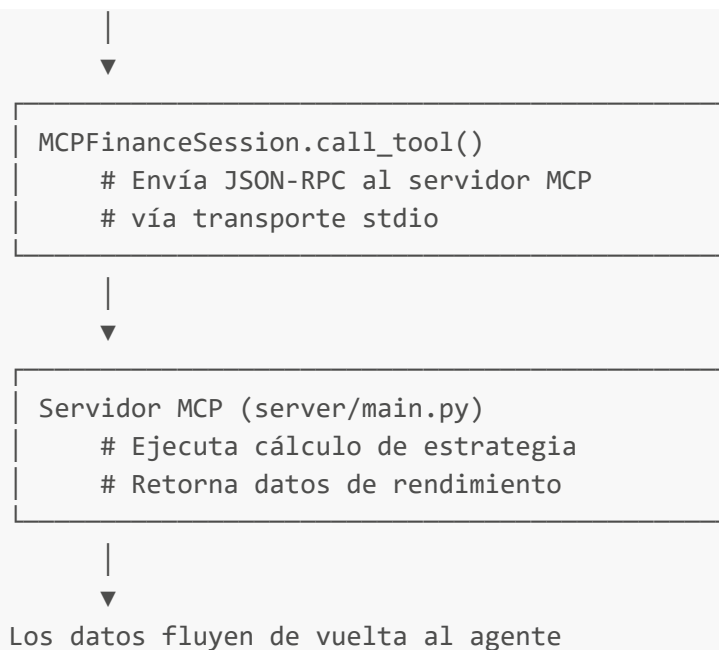 MCPFinanceSession.call_tool()
# Envía JSON-RPC al servidor MCP
# vía transporte stdio
Servidor MCP (server/main.py)
# Ejecuta cálculo de estrategia
# Retorna datos de rendimiento
Los datos fluyen de vuelta al agente